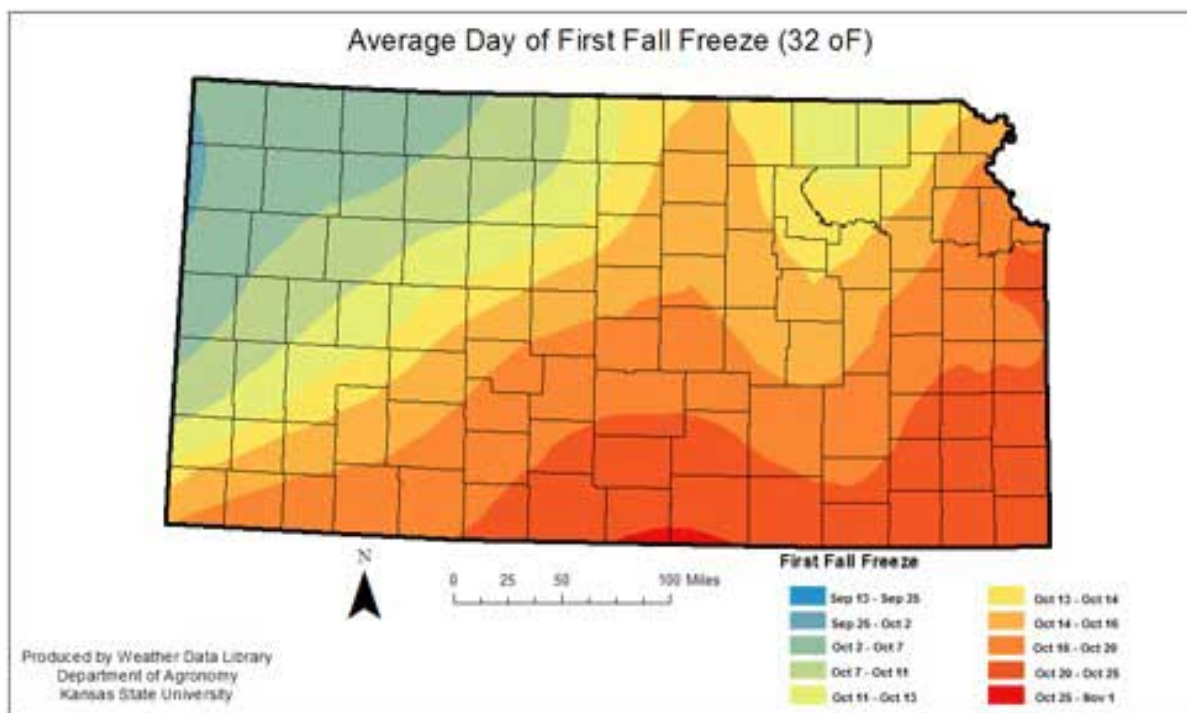 Average Day of First Fall Freeze (32 oF)
N
0 25 50 100 Miles
First Fall Freeze
Sep 13 - Sep 25
Sep 25 - Oct 2
Oct 2 - Oct 7
Oct 7 - Oct 11
Oct 11 - Oct 13
Oct 13 - Oct 14
Oct 14 - Oct 16
Oct 16 - Oct 20
Oct 20 - Oct 25
Oct 25 - Nov 1
Produced by Weather Data Library
Department of Agronomy
Kansas State University